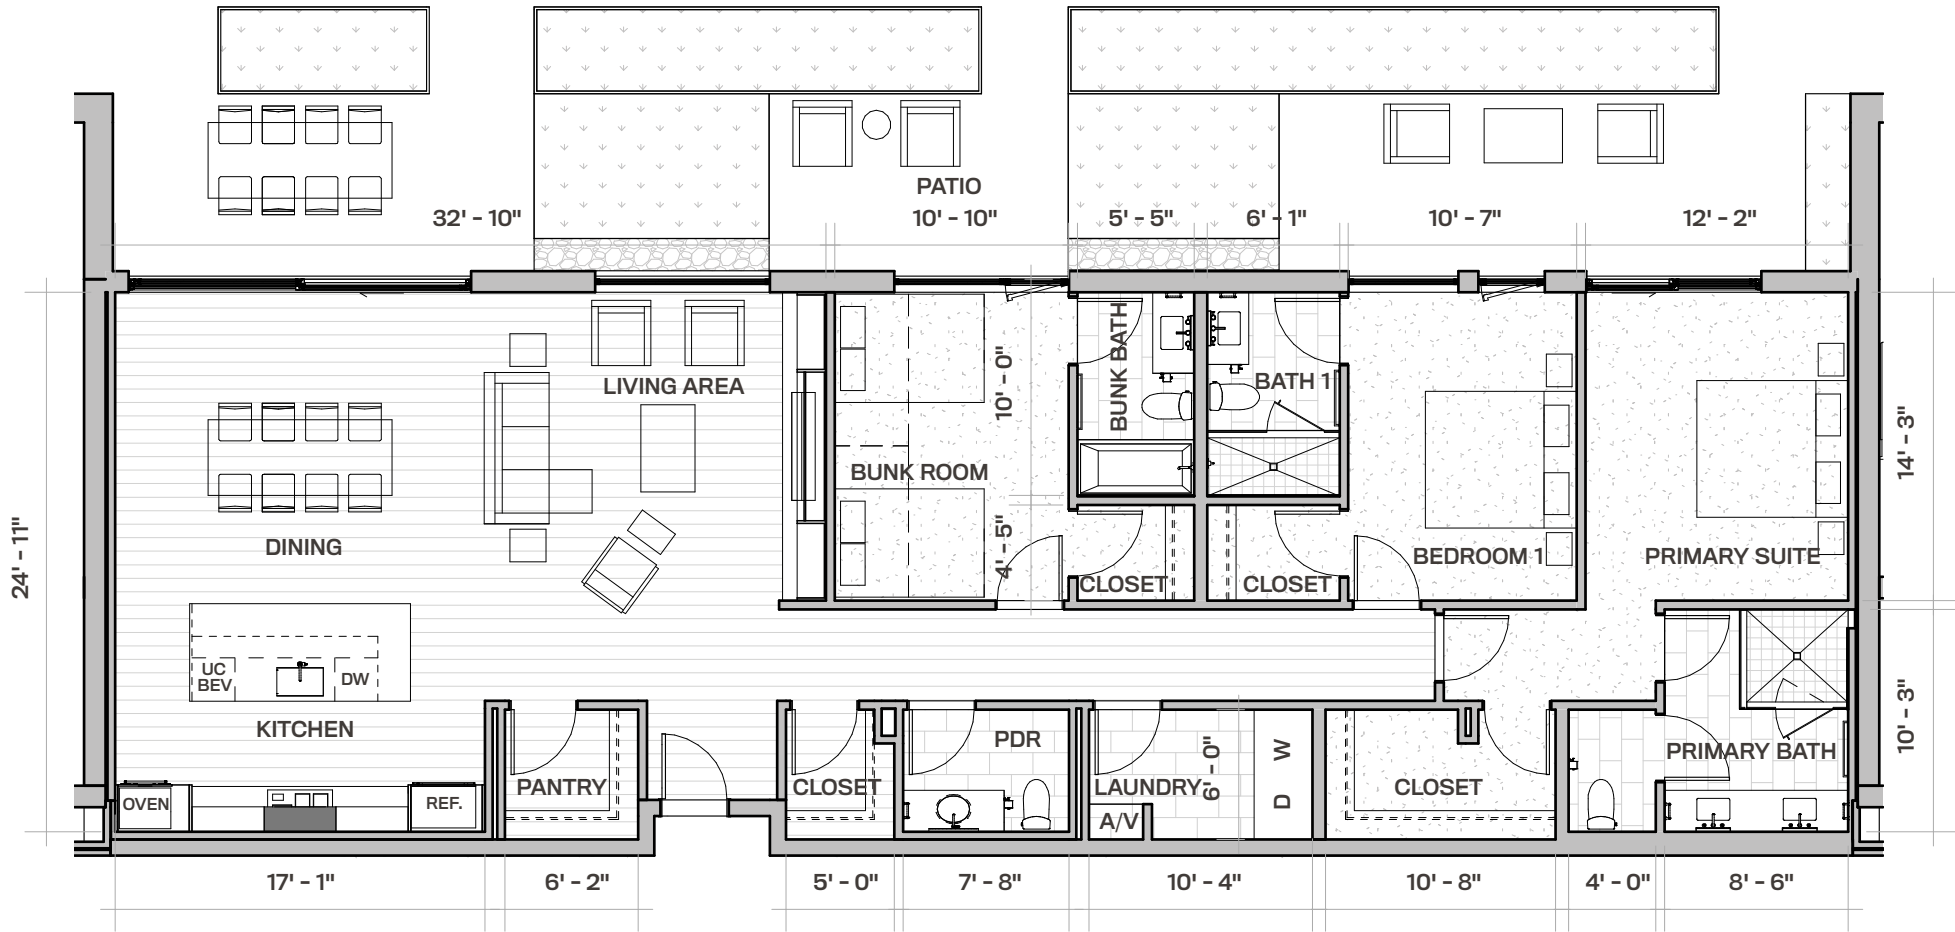 PATIO
32' - 10"
10' - 10"
5' - 5"
6' - 1"
10' - 7"
12' - 2"
LIVING AREA
10' - 0"
BUNK BATH
BATH 1
14' - 3"
BUNK ROOM
24' - 11"
DINING
4' - 5"
CLOSET
CLOSET
BEDROOM 1
PRIMARY SUITE
UC
BEV
DW
KITCHEN
PDR
6' - 0"
W
D
PRIMARY BATH
10' - 3"
OVEN
REF.
PANTRY
CLOSET
LAUNDRY
A/V
CLOSET
17' - 1"
6' - 2"
5' - 0"
7' - 8"
10' - 4"
10' - 8"
4' - 0"
8' - 6"